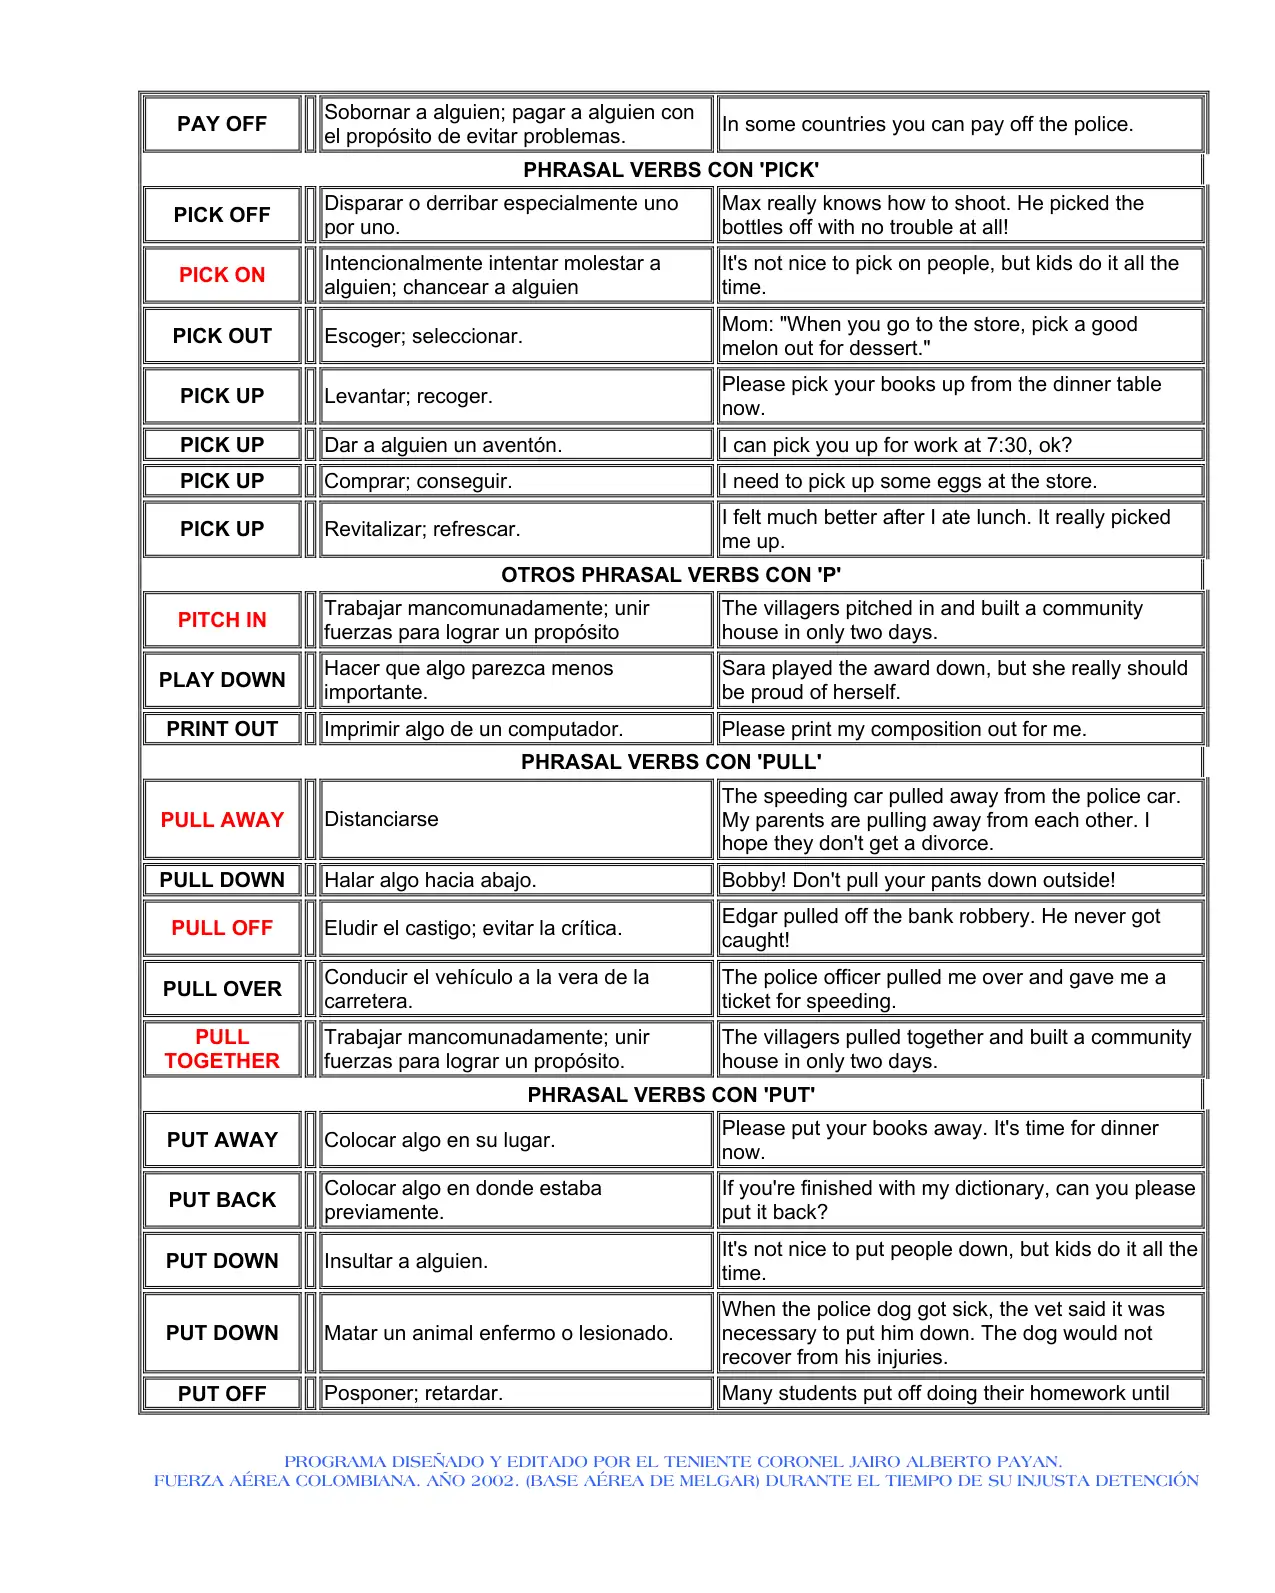 PAY OFF
Sobornar a alguien; pagar a alguien con
el propósito de evitar problemas.
In some countries you can pay off the police.
PHRASAL VERBS CON 'PICK'
PICK OFF
Disparar o derribar especialmente uno
por uno.
Max really knows how to shoot. He picked the
bottles off with no trouble at all!
PICK ON
Intencionalmente intentar molestar a
alguien; chancear a alguien
It's not nice to pick on people, but kids do it all the
time.
PICK OUT
Escoger; seleccionar.
Mom: "When you go to the store, pick a good
melon out for dessert."
PICK UP
Levantar; recoger.
Please pick your books up from the dinner table
now.
PICK UP
Dar a alguien un aventón.
I can pick you up for work at 7:30, ok?
PICK UP
Comprar; conseguir.
I need to pick up some eggs at the store.
PICK UP
Revitalizar; refrescar.
I felt much better after I ate lunch. It really picked
me up.
OTROS PHRASAL VERBS CON 'P'
PITCH IN
Trabajar mancomunadamente; unir
fuerzas para lograr un propósito
The villagers pitched in and built a community
house in only two days.
PLAY DOWN
Hacer que algo parezca menos
importante.
Sara played the award down, but she really should
be proud of herself.
PRINT OUT
Imprimir algo de un computador.
Please print my composition out for me.
PHRASAL VERBS CON 'PULL'
PULL AWAY
Distanciarse
The speeding car pulled away from the police car.
My parents are pulling away from each other. I
hope they don't get a divorce.
PULL DOWN
Halar algo hacia abajo.
Bobby! Don't pull your pants down outside!
PULL OFF
Eludir el castigo; evitar la crítica.
Edgar pulled off the bank robbery. He never got
caught!
PULL OVER
Conducir el vehículo a la vera de la
carretera.
The police officer pulled me over and gave me a
ticket for speeding.
PULL
TOGETHER
Trabajar mancomunadamente; unir
fuerzas para lograr un propósito.
The villagers pulled together and built a community
house in only two days.
PHRASAL VERBS CON 'PUT'
PUT AWAY
Colocar algo en su lugar.
Please put your books away. It's time for dinner
now.
PUT BACK
Colocar algo en donde estaba
previamente.
If you're finished with my dictionary, can you please
put it back?
PUT DOWN
Insultar a alguien.
It's not nice to put people down, but kids do it all the
time.
PUT DOWN
Matar un animal enfermo o lesionado.
When the police dog got sick, the vet said it was
necessary to put him down. The dog would not
recover from his injuries.
PUT OFF
Posponer; retardar.
Many students put off doing their homework until
PROGRAMA DISEÑADO Y EDITADO POR EL TENIENTE CORONEL JAIRO ALBERTO PAYAN.
FUERZA AÉREA COLOMBIANA. AÑO 2002. (BASE AÉREA DE MELGAR) DURANTE EL TIEMPO DE SU INJUSTA DETENCIÓN